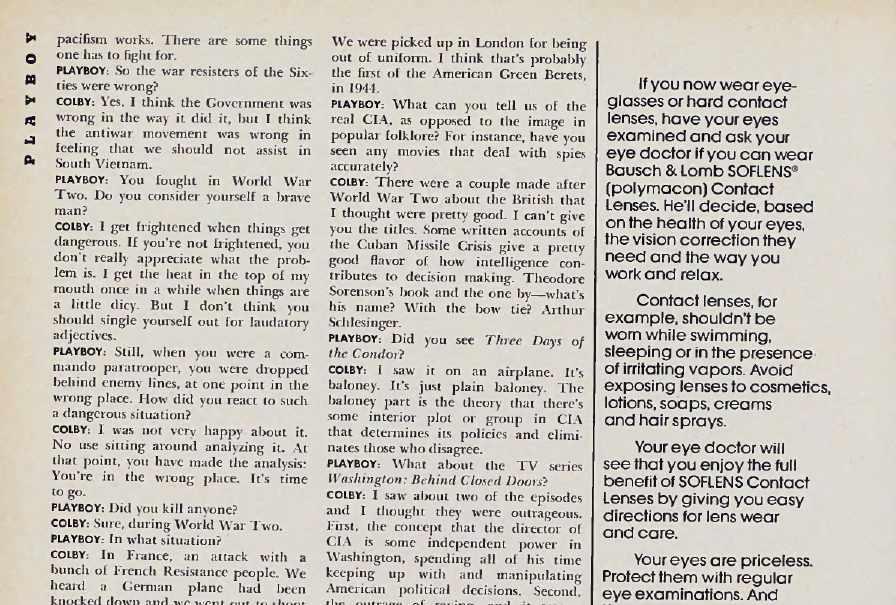 PLAYBOY
pacifism works. There are some things
one has to fight for.
PLAYBOY: So the war resisters of the Six-
ties were wrong?
COLBY: Yes. I think the Government was
wrong in the way it did it, but I think
the antiwar movement was wrong in
feeling that we should not assist in
South Vietnam.
PLAYBOY: You fought in World War
Two. Do you consider yourself a brave
man?
COLBY: I get frightened when things get
dangerous. If you're not frightened, you
don't really appreciate what the prob-
lem is. I get the heat in the top of my
mouth once in a while when things are
a little dicy. But I don't think you
should single yourself out for laudatory
adjectives.
PLAYBOY: Still, when you were a com-
mando paratrooper, you were dropped
behind enemy lines, at one point in the
wrong place. How did you react to such
a dangerous situation?
COLBY: I was not very happy about it.
No use sitting around analyzing it. At
that point, you have made the analysis:
You're in the wrong place. It's time
to go.
PLAYBOY: Did you kill anyone?
COLBY: Sure, during World War Two.
PLAYBOY: In what situation?
COLBY: In France, an attack with a
bunch of French Resistance people. We
heard a German plane had been
knocked down and we went out to shoot
We were picked up in London for being
out of uniform. I think that's probably
the first of the American Green Berets,
in 1944.
PLAYBOY: What can you tell us of the
real CIA, as opposed to the image in
popular folklore? For instance, have you
seen any movies that deal with spies
accurately?
COLBY: There were a couple made after
World War Two about the British that
I thought were pretty good. I can't give
you the titles. Some written accounts of
the Cuban Missile Crisis give a pretty
good flavor of how intelligence con-
tributes to decision making. Theodore
Sorenson's book and the one by—what's
his name? With the bow tie? Arthur
Schlesinger.
PLAYBOY: Did you see Three Days of
the Condor?
COLBY: I saw it on an airplane. It's
baloney. It's just plain baloney. The
baloney part is the theory that there's
some interior plot or group in CIA
that determines its policies and elimi-
nates those who disagree.
PLAYBOY: What about the TV series
Washington: Behind Closed Doors?
COLBY: I saw about two of the episodes
and I thought they were outrageous.
First, the concept that the director of
CIA is some independent power in
Washington, spending all of his time
keeping up with and manipulating
American political decisions. Second,
the outrage of
If you now wear eye-
glasses or hard contact
lenses, have your eyes
examined and ask your
eye doctor if you can wear
Bausch & Lomb SOFLENS®
(polymacon) Contact
Lenses. He'll decide, based
on the health of your eyes,
the vision correction they
need and the way you
work and relax.
Contact lenses, for
example, shouldn't be
worn while swimming,
sleeping or in the presence
of irritating vapors. Avoid
exposing lenses to cosmetics,
lotions, soaps, creams
and hair sprays.
Your eye doctor will
see that you enjoy the full
benefit of SOFLENS Contact
Lenses by giving you easy
directions for lens wear
and care.
Your eyes are priceless.
Protect them with regular
eye examinations. And